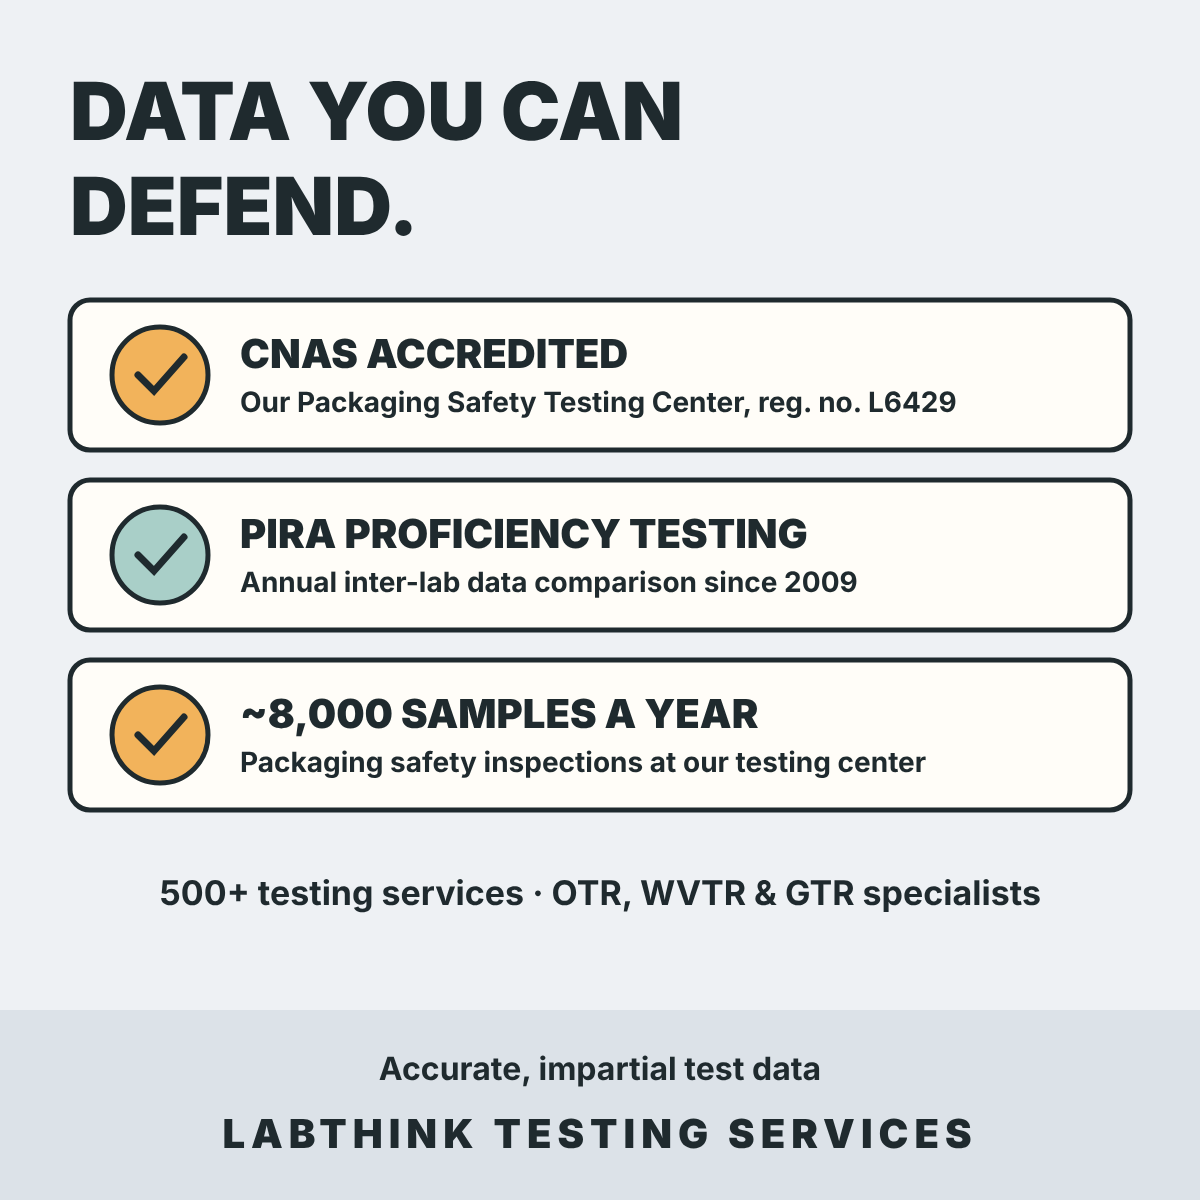 DATA YOU CAN
DEFEND.
CNAS ACCREDITED
Our Packaging Safety Testing Center, reg. no. L6429
PIRA PROFICIENCY TESTING
Annual inter-lab data comparison since 2009
~8,000 SAMPLES A YEAR
Packaging safety inspections at our testing center
500+ testing services · OTR, WVTR & GTR specialists
Accurate, impartial test data
LABTHINK TESTING SERVICES